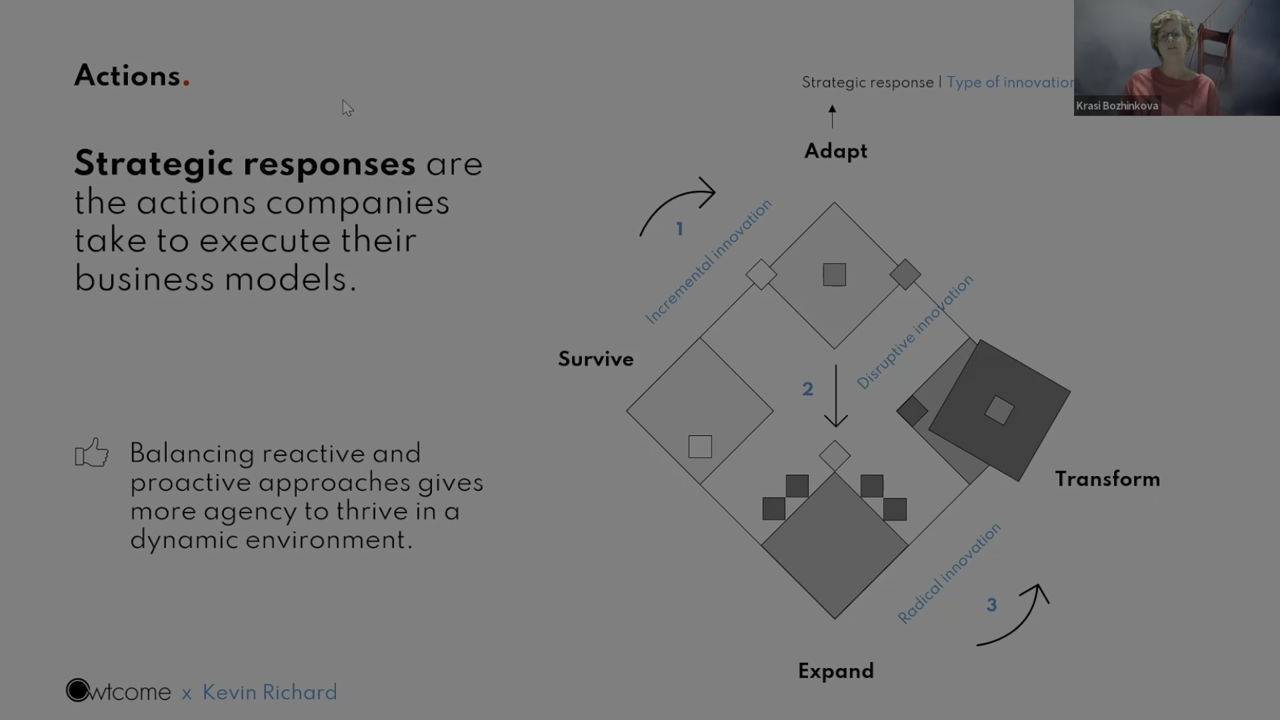 Actions.
Strategic responses are
the actions companies
take to execute their
business models.
Balancing reactive and
proactive approaches gives
more agency to thrive in a
dynamic environment.
wtcome x Kevin Richard
Strategic response | Type of innovation
Adapt
1
Incremental innovation
Survive
2
Disruptive innovation
Transform
Radical innovation
3
Expand
Krasi Bozhinkova